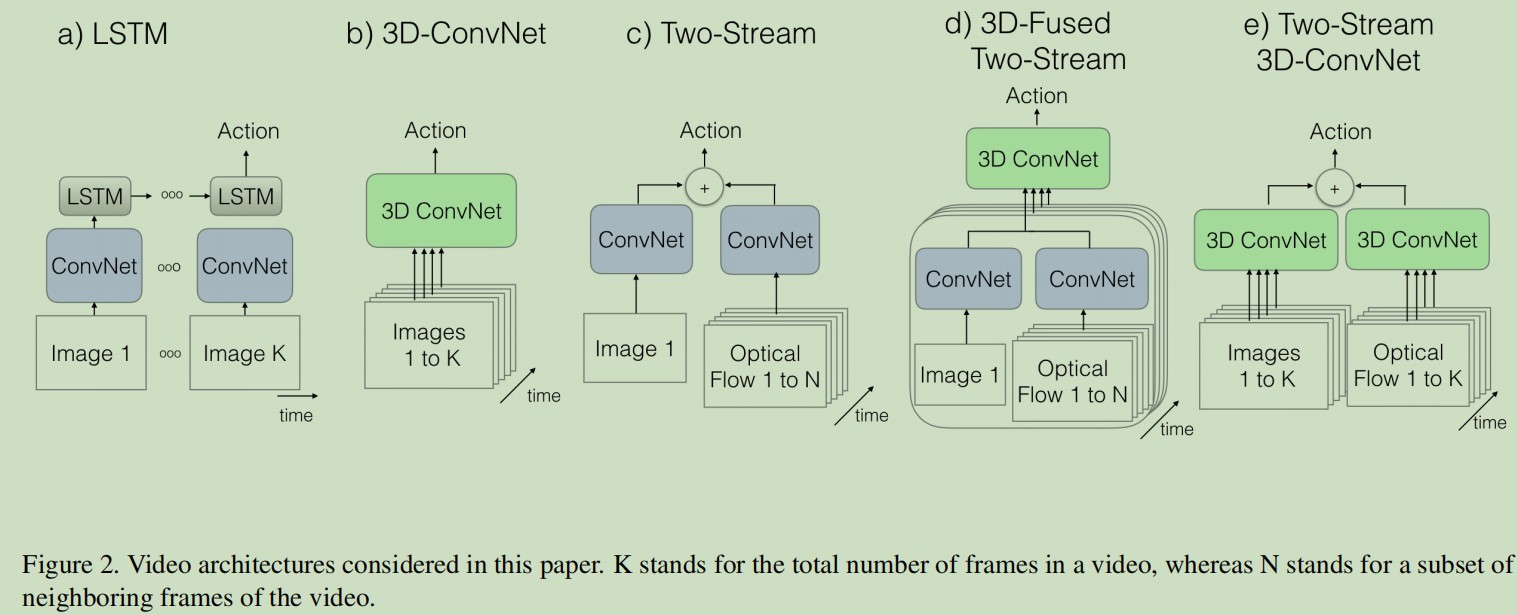 a) LSTM
Action
LSTM ooo LSTM
ConvNet ooo ConvNet
Image 1 ooo Image K
time
b) 3D-ConvNet
Action
3D ConvNet
Images
1 to K
time
c) Two-Stream
Action
+
ConvNet ConvNet
Image 1
Optical
Flow 1 to N
time
d) 3D-Fused
Two-Stream
Action
3D ConvNet
ConvNet ConvNet
Image 1
Optical
Flow 1 to N
time
e) Two-Stream
3D-ConvNet
Action
+
3D ConvNet 3D ConvNet
Images
1 to K
Optical
Flow 1 to K
time
Figure 2. Video architectures considered in this paper. K stands for the total number of frames in a video, whereas N stands for a subset of
neighboring frames of the video.